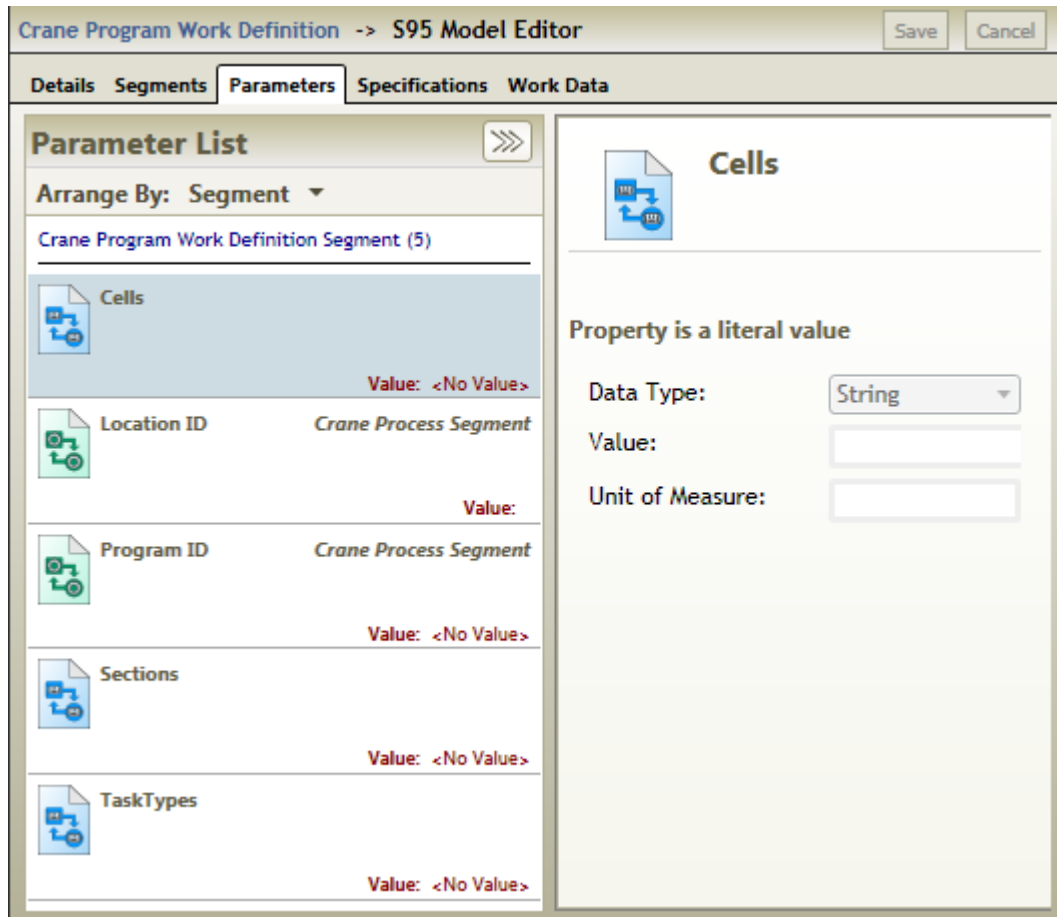 Crane Program Work Definition -> S95 Model Editor
Save
Cancel
Details Segments Parameters Specifications Work Data
Parameter List
Arrange By: Segment
Crane Program Work Definition Segment (5)
Cells
Value: <No Value>
Location ID Crane Process Segment
Value:
Program ID Crane Process Segment
Value: <No Value>
Sections
Value: <No Value>
TaskTypes
Value: <No Value>
Cells
Property is a literal value
Data Type: String
Value:
Unit of Measure: